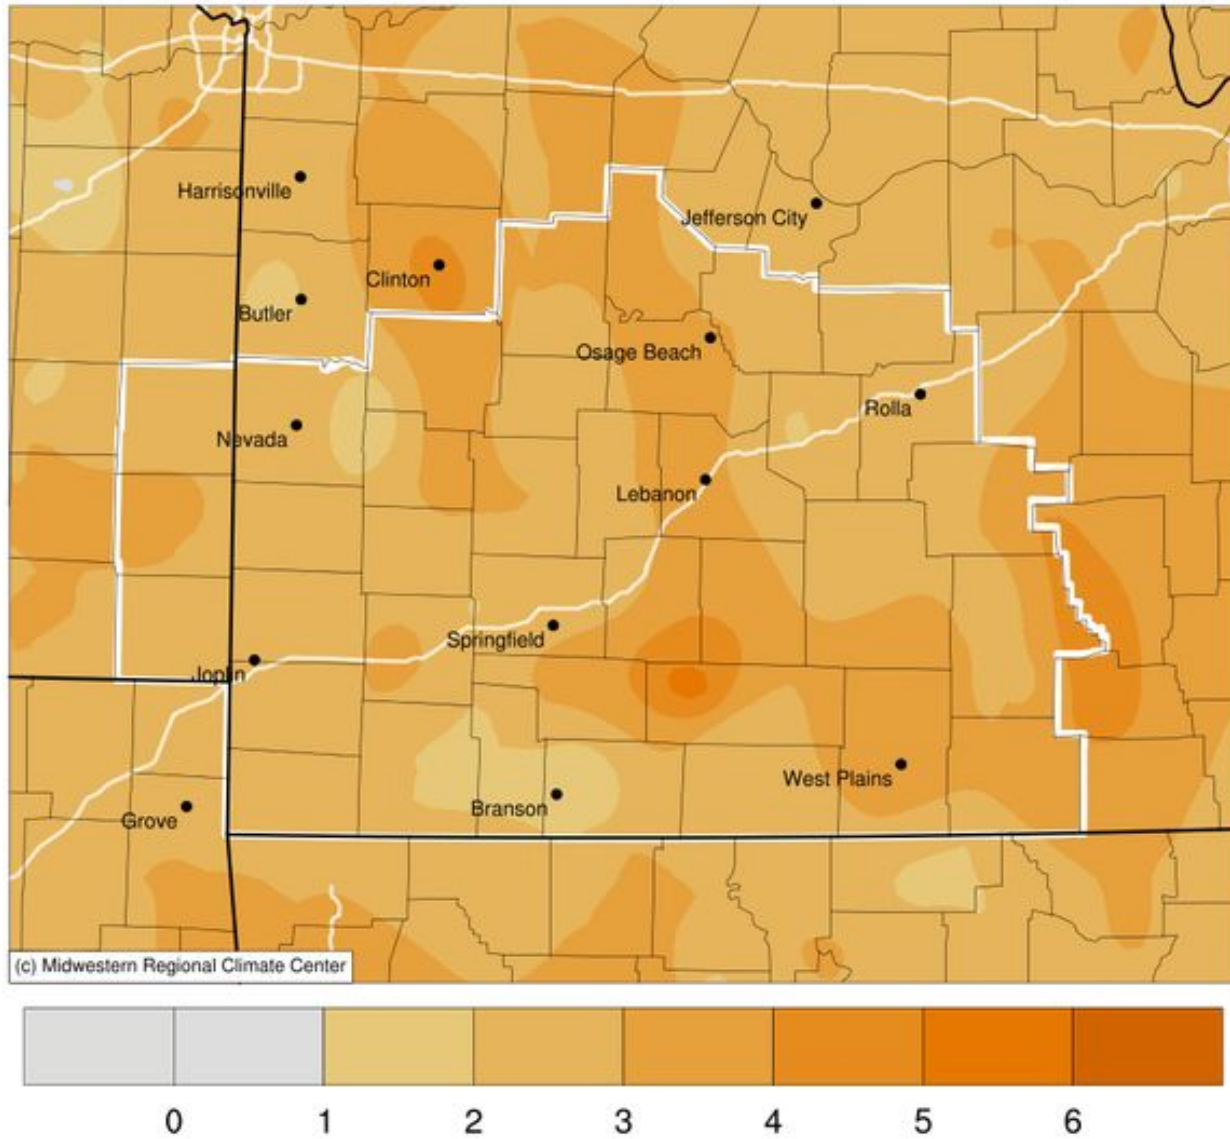 Harrisonville
Jefferson City
Clinton
Butler
Osage Beach
Rolla
Nevada
Lebanon
Springfield
Joplin
West Plains
Branson
Grove
(c) Midwestern Regional Climate Center
0 1 2 3 4 5 6